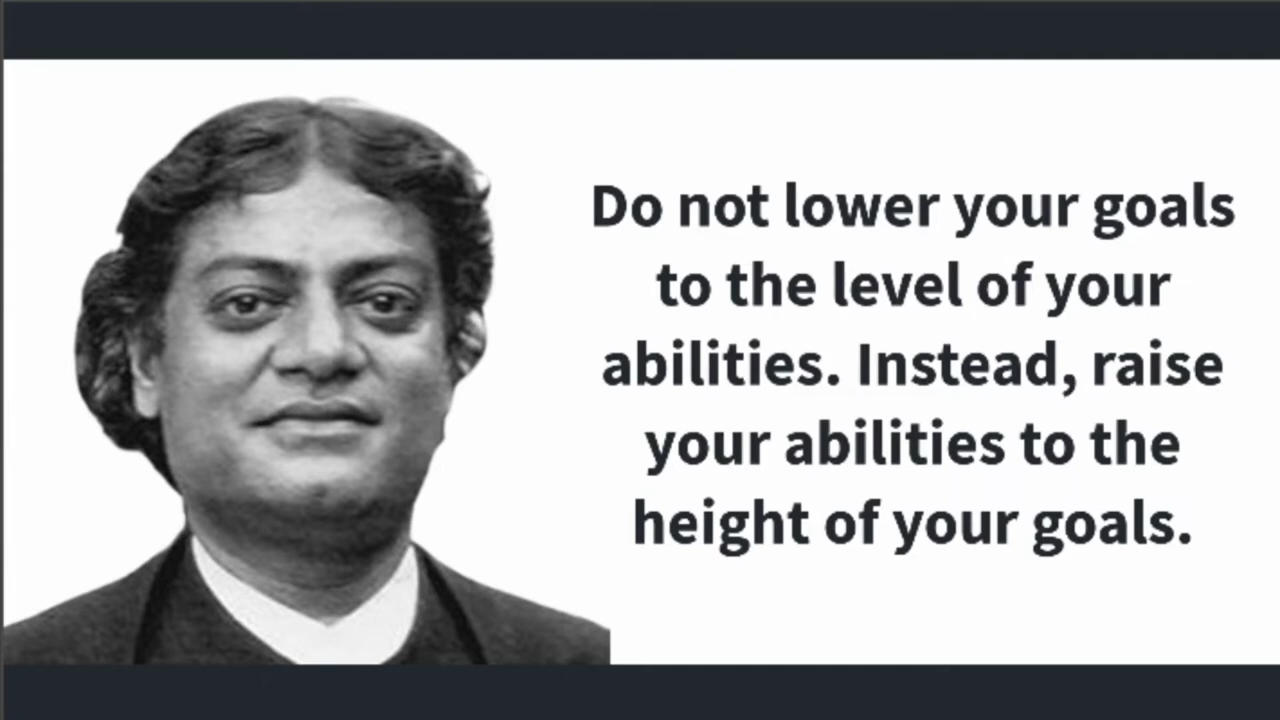 Do not lower your goals
to the level of your
abilities. Instead, raise
your abilities to the
height of your goals.